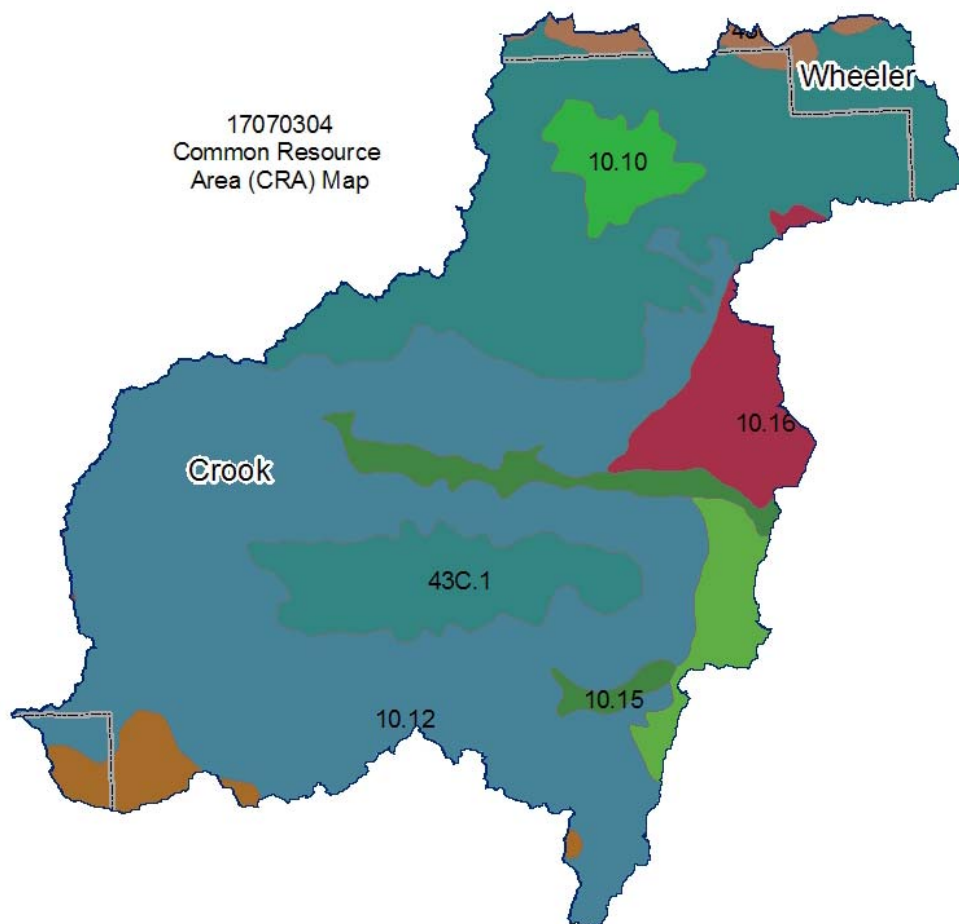 Wheeler
17070304
Common Resource
Area (CRA) Map
10.10
10.16
Crook
43C.1
10.15
10.12